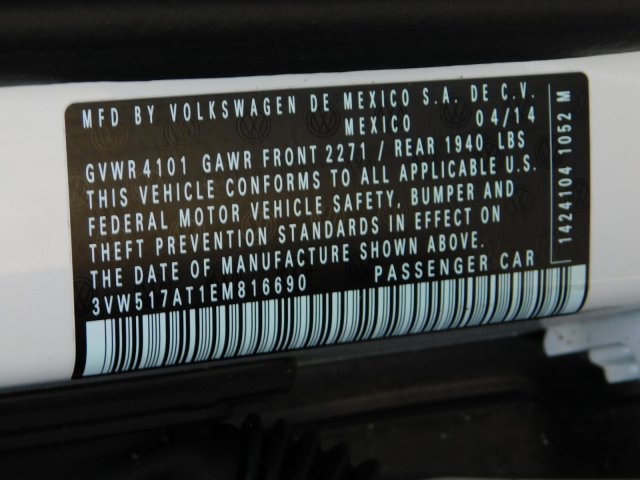 MFD BY VOLKSWAGEN DE MEXICO S.A. DE C.V.
MEXICO 04/14
GVWR 4101 GAWR FRONT 2271 / REAR 1940 LBS
THIS VEHICLE CONFORMS TO ALL APPLICABLE U.S.
FEDERAL MOTOR VEHICLE SAFETY, BUMPER AND
THEFT PREVENTION STANDARDS IN EFFECT ON
THE DATE OF MANUFACTURE SHOWN ABOVE.
3VW517AT1EM816690 PASSENGER CAR
1424104 1052 M